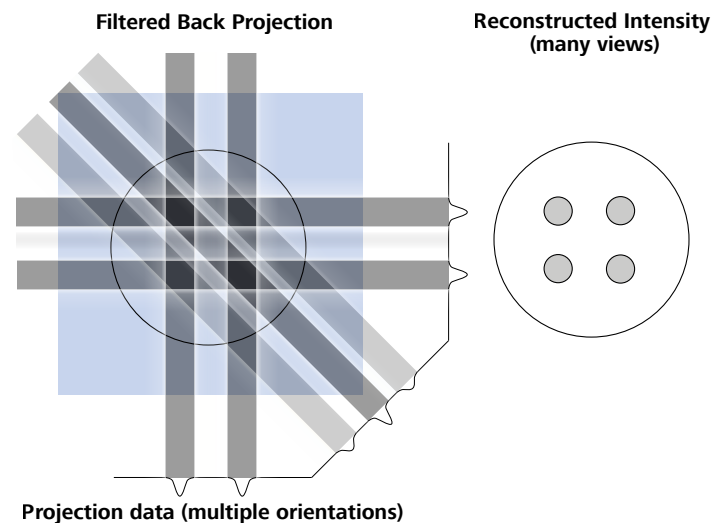 Filtered Back Projection
Reconstructed Intensity
(many views)
Projection data (multiple orientations)